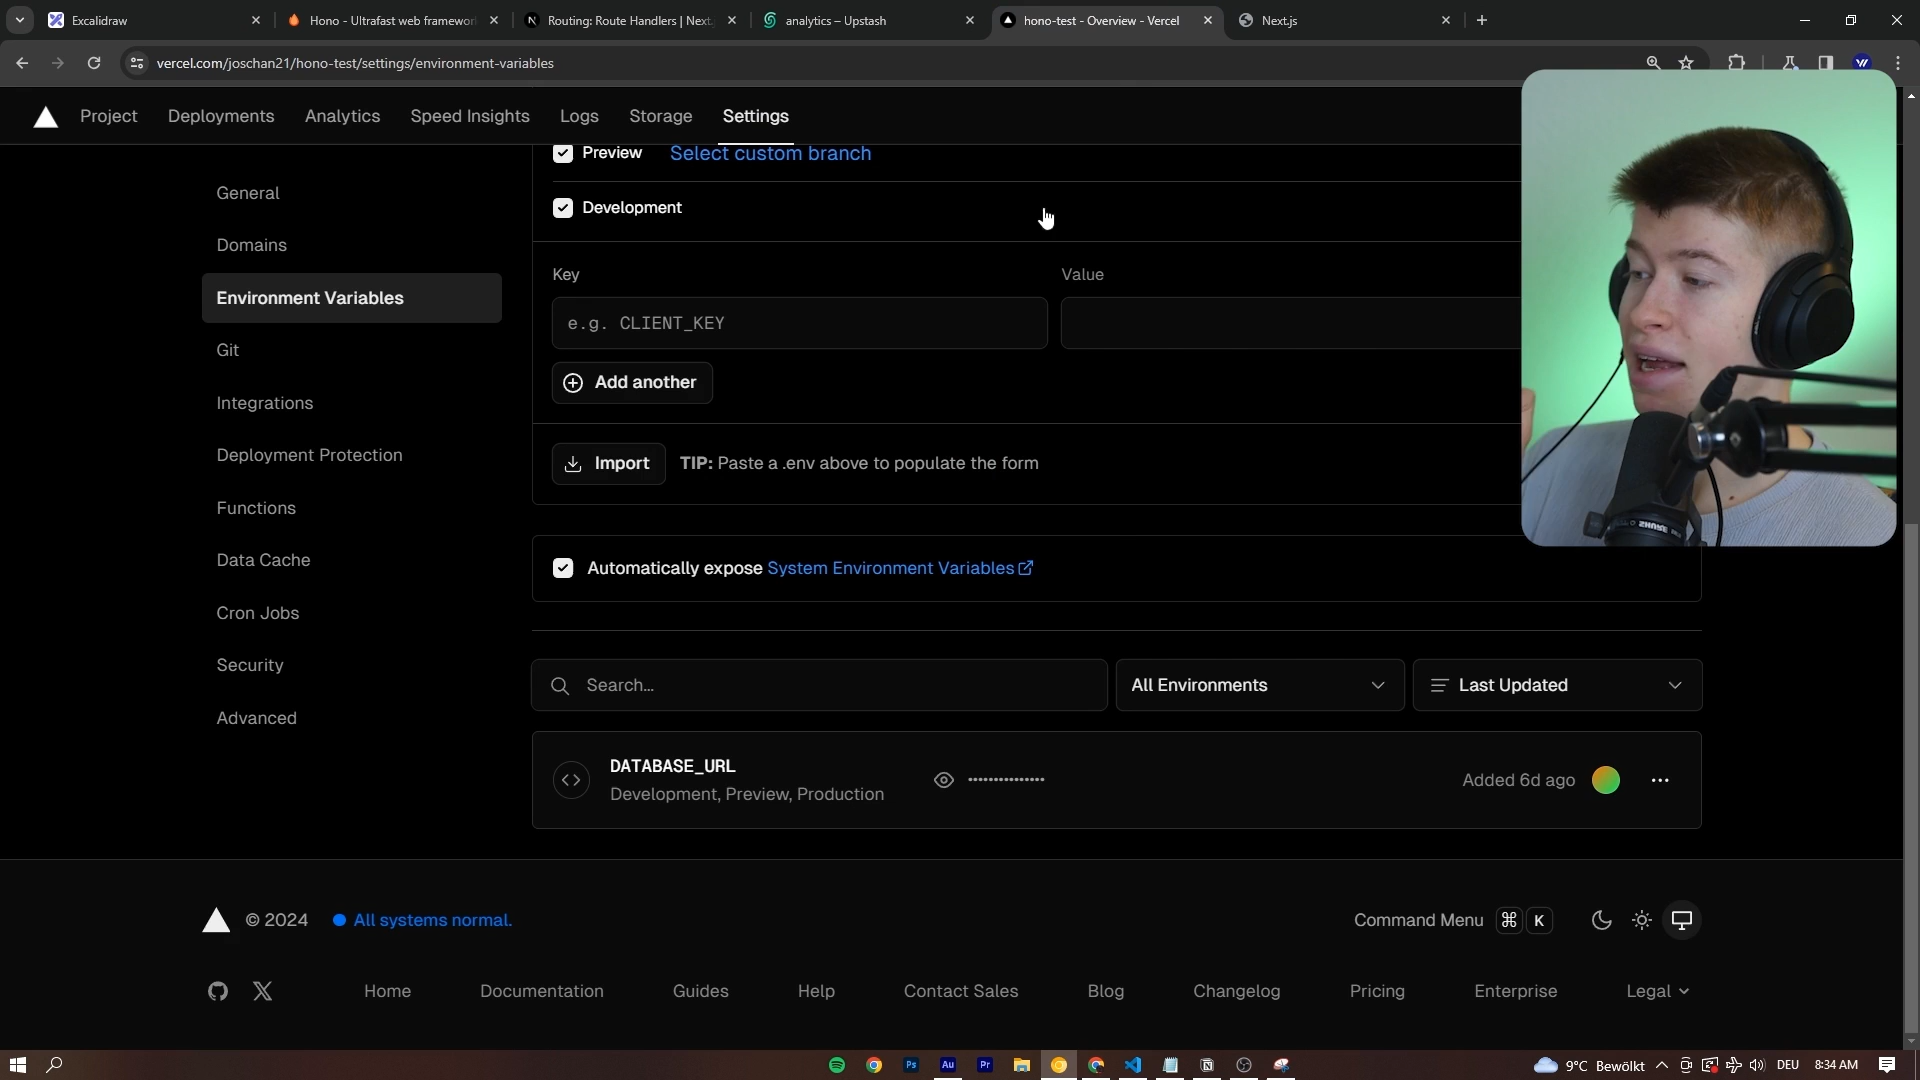 Excalidraw
Hono - Ultrafast web framewor
Routing: Route Handlers | Next.
analytics – Upstash
hono-test - Overview - Vercel
Next.js
vercel.com/joschan21/hono-test/settings/environment-variables
Project
Deployments
Analytics
Speed Insights
Logs
Storage
Settings
Preview
Select custom branch
Development
General
Domains
Environment Variables
Git
Integrations
Deployment Protection
Functions
Data Cache
Cron Jobs
Security
Advanced
Key
Value
e.g. CLIENT_KEY
Add another
Import
TIP: Paste a .env above to populate the form
Automatically expose System Environment Variables
Search...
All Environments
Last Updated
DATABASE_URL
Development, Preview, Production
•••••••••••••••
Added 6d ago
© 2024
All systems normal.
Command Menu
⌘ K
Home
Documentation
Guides
Help
Contact Sales
Blog
Changelog
Pricing
Enterprise
Legal
Ps
Au
Pr
9°C Bewölkt
DEU
8:34 AM